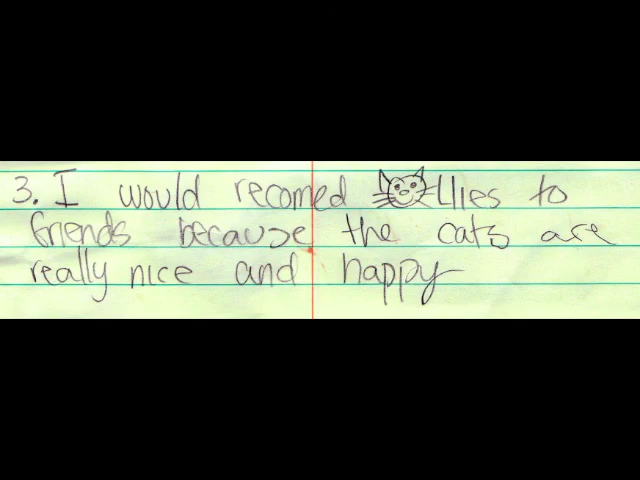 3. I would recomed llies to
friends because the cats are
really nice and happy